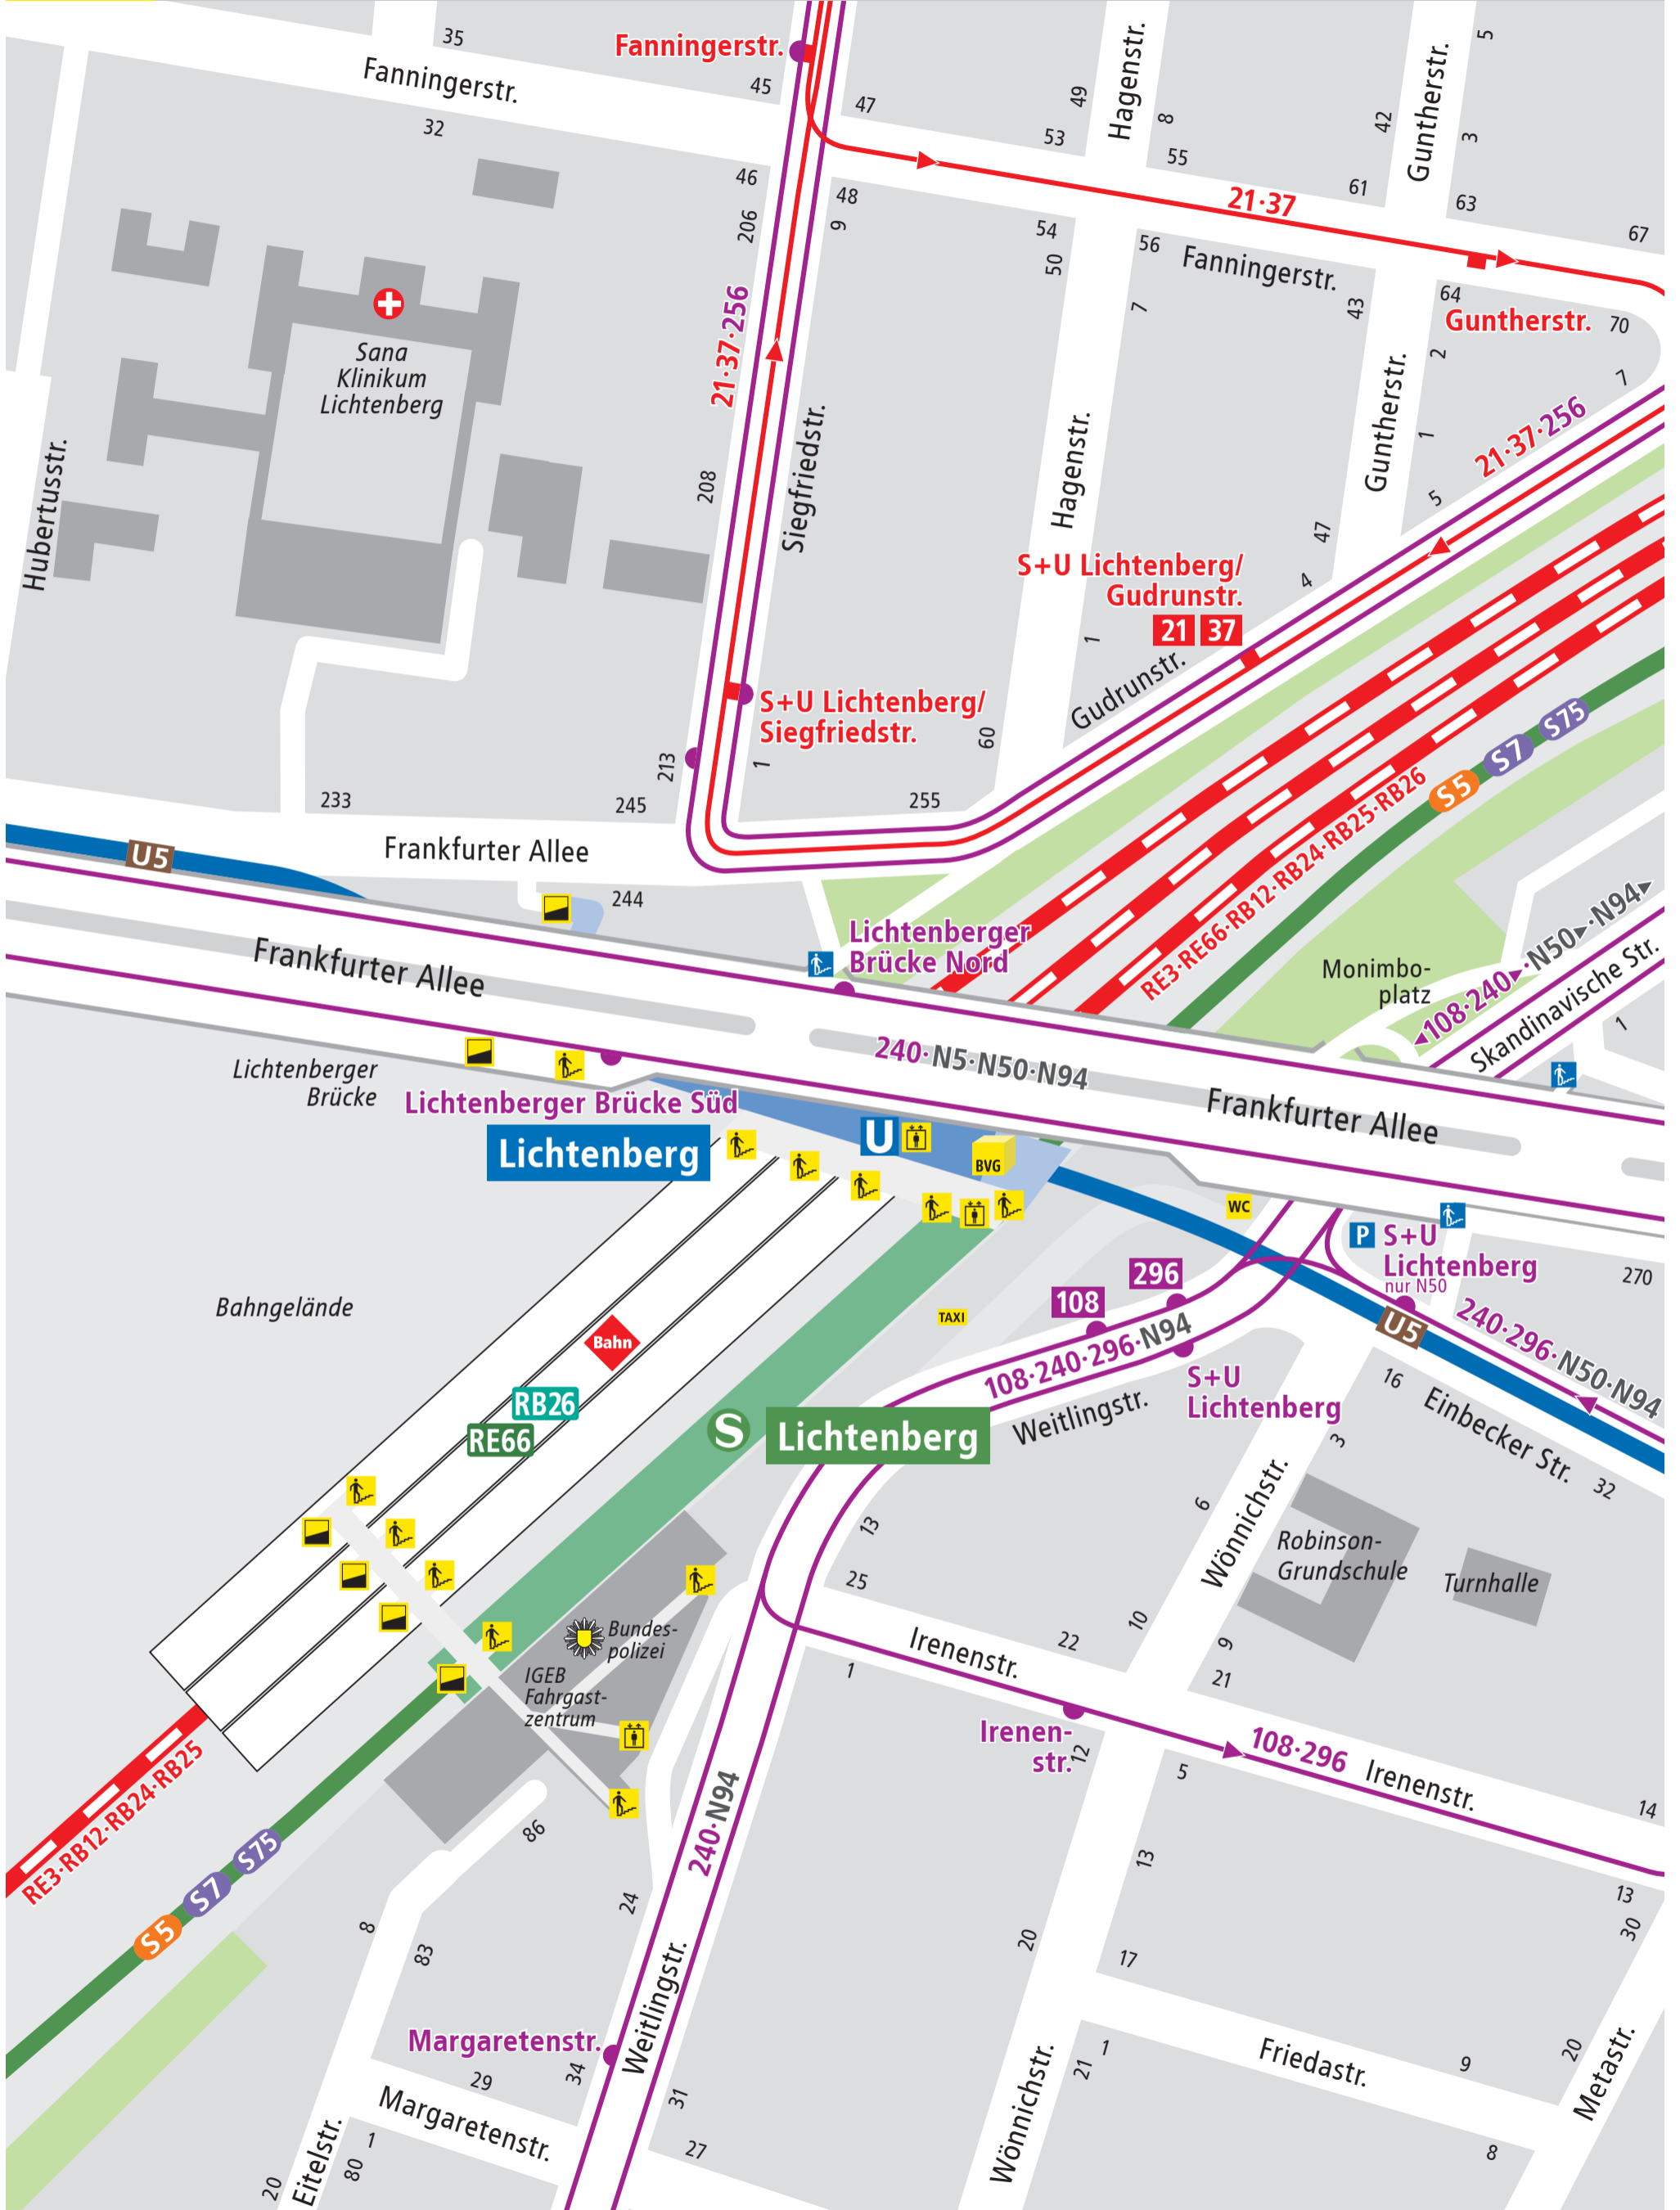 35
Fanningerstr.
Fanningerstr.
45
47
32
49
Hagenstr.
8
53
55
42
Guntherstr.
5
3
61
63
67
46
48
206
9
54
50
56
21·37
Fanningerstr.
7
43
64
Guntherstr.
70
2
7
Sana
Klinikum
Lichtenberg
21·37·256
Siegfriedstr.
208
Hubertusstr.
Hagenstr.
Guntherstr.
1
5
47
4
21·37·256
S+U Lichtenberg/
Gudrunstr.
21
37
1
Gudrunstr.
60
S+U Lichtenberg/
Siegfriedstr.
213
1
233
245
255
Frankfurter Allee
U5
244
S5
S7
S75
RE3·RE66·RB12·RB24·RB25·RB26
Lichtenberger
Brücke Nord
Frankfurter Allee
Monimbo-
platz
108·240·N50·N94
Skandinavische Str.
1
240·N5·N50·N94
Frankfurter Allee
Lichtenberger
Brücke
Lichtenberger Brücke Süd
Lichtenberg
U
BVG
WC
P
S+U
Lichtenberg
nur N50
270
Bahngelände
TAXI
108
296
108·240·296·N94
U5
240·296·N50·N94
Bahn
RB26
RE66
S
Lichtenberg
S+U
Lichtenberg
Weitlingstr.
16
Einbecker Str.
32
3
Wönnichstr.
6
13
25
Robinson-
Grundschule
Turnhalle
Bundes-
polizei
IGEB
Fahrgast-
zentrum
Irenenstr.
22
10
9
21
1
Irenen-
str.
12
108·296
Irenenstr.
5
14
13
30
RE3·RB12·RB24·RB25
S5
S7
S75
86
240·N94
24
8
83
13
20
17
Weitlingstr.
Margaretenstr.
29
34
31
Margaretenstr.
27
1
80
20
Eitelstr.
Wönnichstr.
21
1
Friedastr.
9
20
Metastr.
8